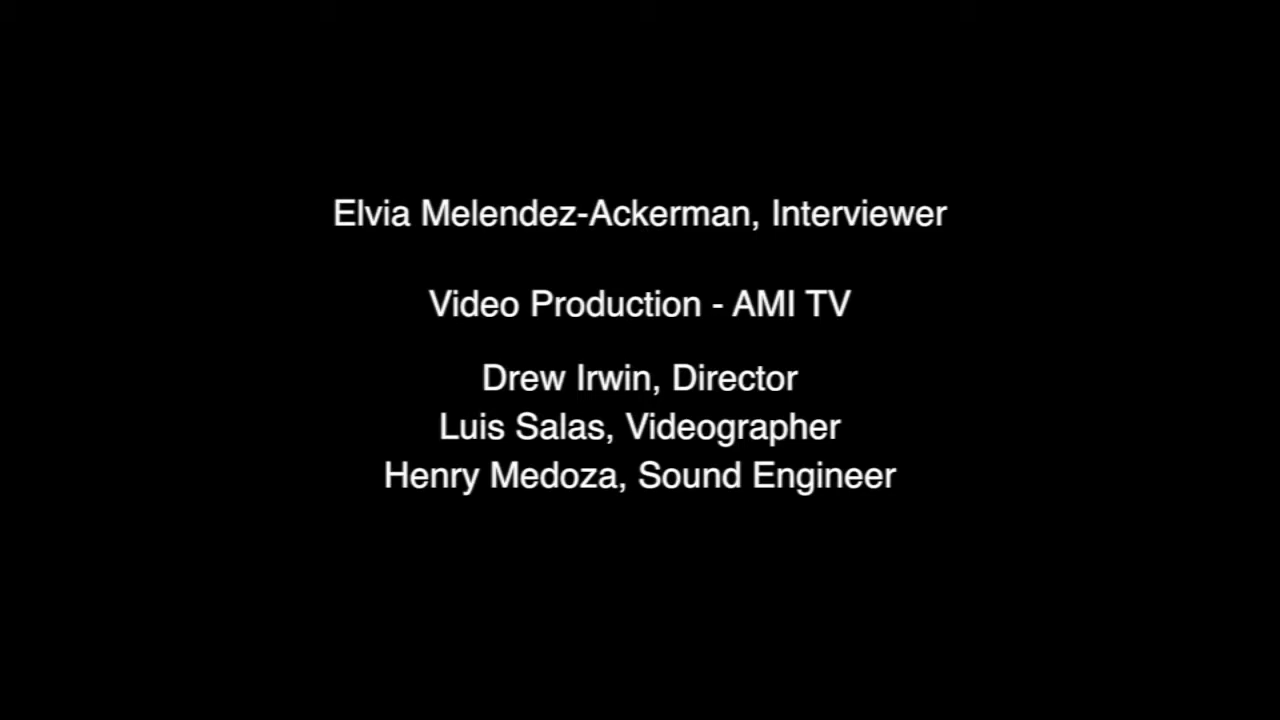 Elvia Melendez-Ackerman, Interviewer
Video Production - AMI TV
Drew Irwin, Director
Luis Salas, Videographer
Henry Medoza, Sound Engineer